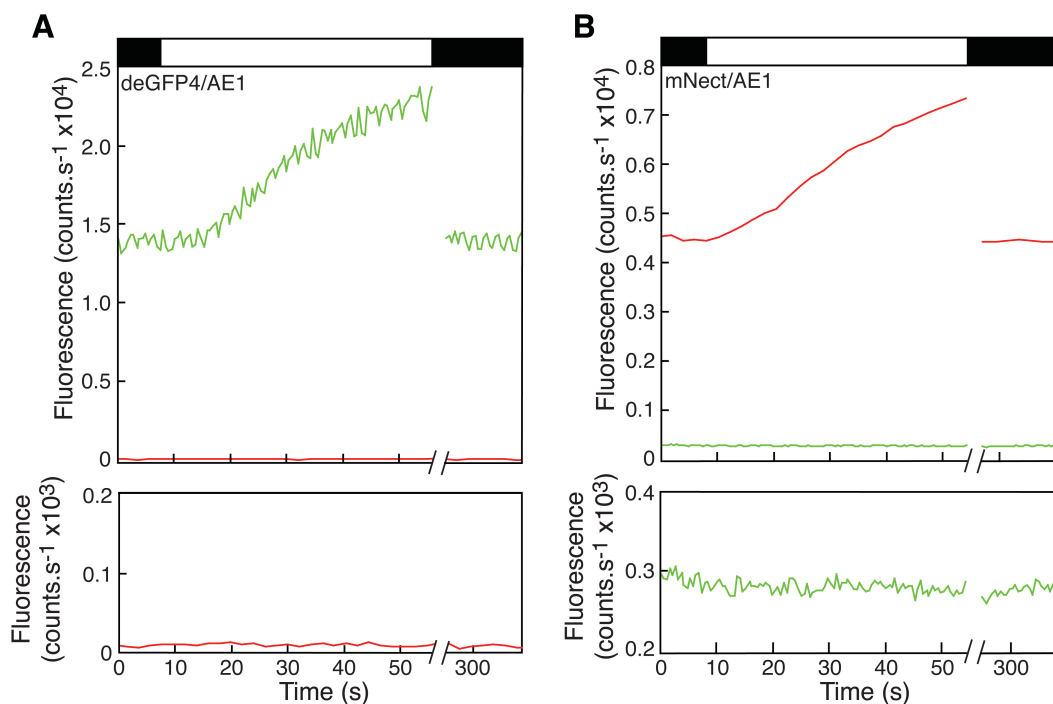 A
deGFP4/AE1
Fluorescence (counts.s-1 x104)
2.5
2.0
1.5
1.0
0.5
0
Fluorescence
(counts.s-1 x103)
0.2
0.1
0
0 10 20 30 40 50 300
Time (s)
B
mNect/AE1
Fluorescence (counts.s-1 x104)
0.8
0.7
0.6
0.5
0.4
0.3
0.2
0.1
0
Fluorescence
(counts.s-1 x103)
0.4
0.3
0.2
0 10 20 30 40 50 300
Time (s)